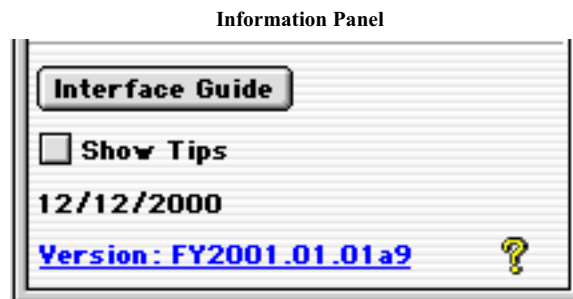 Information Panel
Interface Guide
Show Tips
12/12/2000
Version: FY2001.01.01a9
?